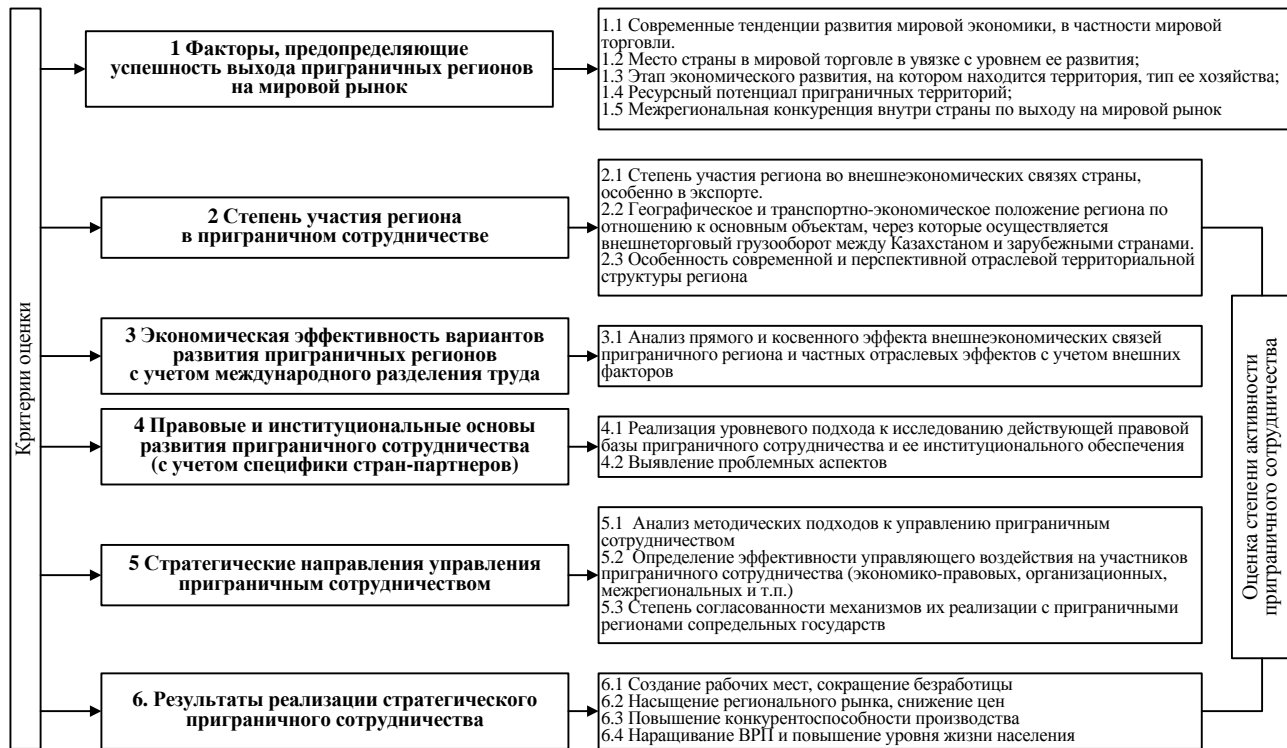 Критерии оценки
1 Факторы, предопределяющие
успешность выхода приграничных регионов
на мировой рынок
1.1 Современные тенденции развития мировой экономики, в частности мировой
торговли.
1.2 Место страны в мировой торговле в увязке с уровнем ее развития;
1.3 Этап экономического развития, на котором находится территория, тип ее хозяйства;
1.4 Ресурсный потенциал приграничных территорий;
1.5 Межрегиональная конкуренция внутри страны по выходу на мировой рынок
2 Степень участия региона
в приграничном сотрудничестве
2.1 Степень участия региона во внешнеэкономических связях страны,
особенно в экспорте.
2.2 Географическое и транспортно-экономическое положение региона по
отношению к основным объектам, через которые осуществляется
внешнеторговый грузооборот между Казахстаном и зарубежными странами.
2.3 Особенность современной и перспективной отраслевой территориальной
структуры региона
3 Экономическая эффективность вариантов
развития приграничных регионов
с учетом международного разделения труда
3.1 Анализ прямого и косвенного эффекта внешнеэкономических связей
приграничного региона и частных отраслевых эффектов с учетом внешних
факторов
4 Правовые и институциональные основы
развития приграничного сотрудничества
(с учетом специфики стран-партнеров)
4.1 Реализация уровневого подхода к исследованию действующей правовой
базы приграничного сотрудничества и ее институционального обеспечения
4.2 Выявление проблемных аспектов
5 Стратегические направления управления
приграничным сотрудничеством
5.1 Анализ методических подходов к управлению приграничным
сотрудничеством
5.2 Определение эффективности управляющего воздействия на участников
приграничного сотрудничества (экономико-правовых, организационных,
межрегиональных и т.п.)
5.3 Степень согласованности механизмов их реализации с приграничными
регионами сопредельных государств
6. Результаты реализации стратегического
приграничного сотрудничества
6.1 Создание рабочих мест, сокращение безработицы
6.2 Насыщение регионального рынка, снижение цен
6.3 Повышение конкурентоспособности производства
6.4 Наращивание ВРП и повышение уровня жизни населения
Оценка степени активности
приграничного сотрудничества